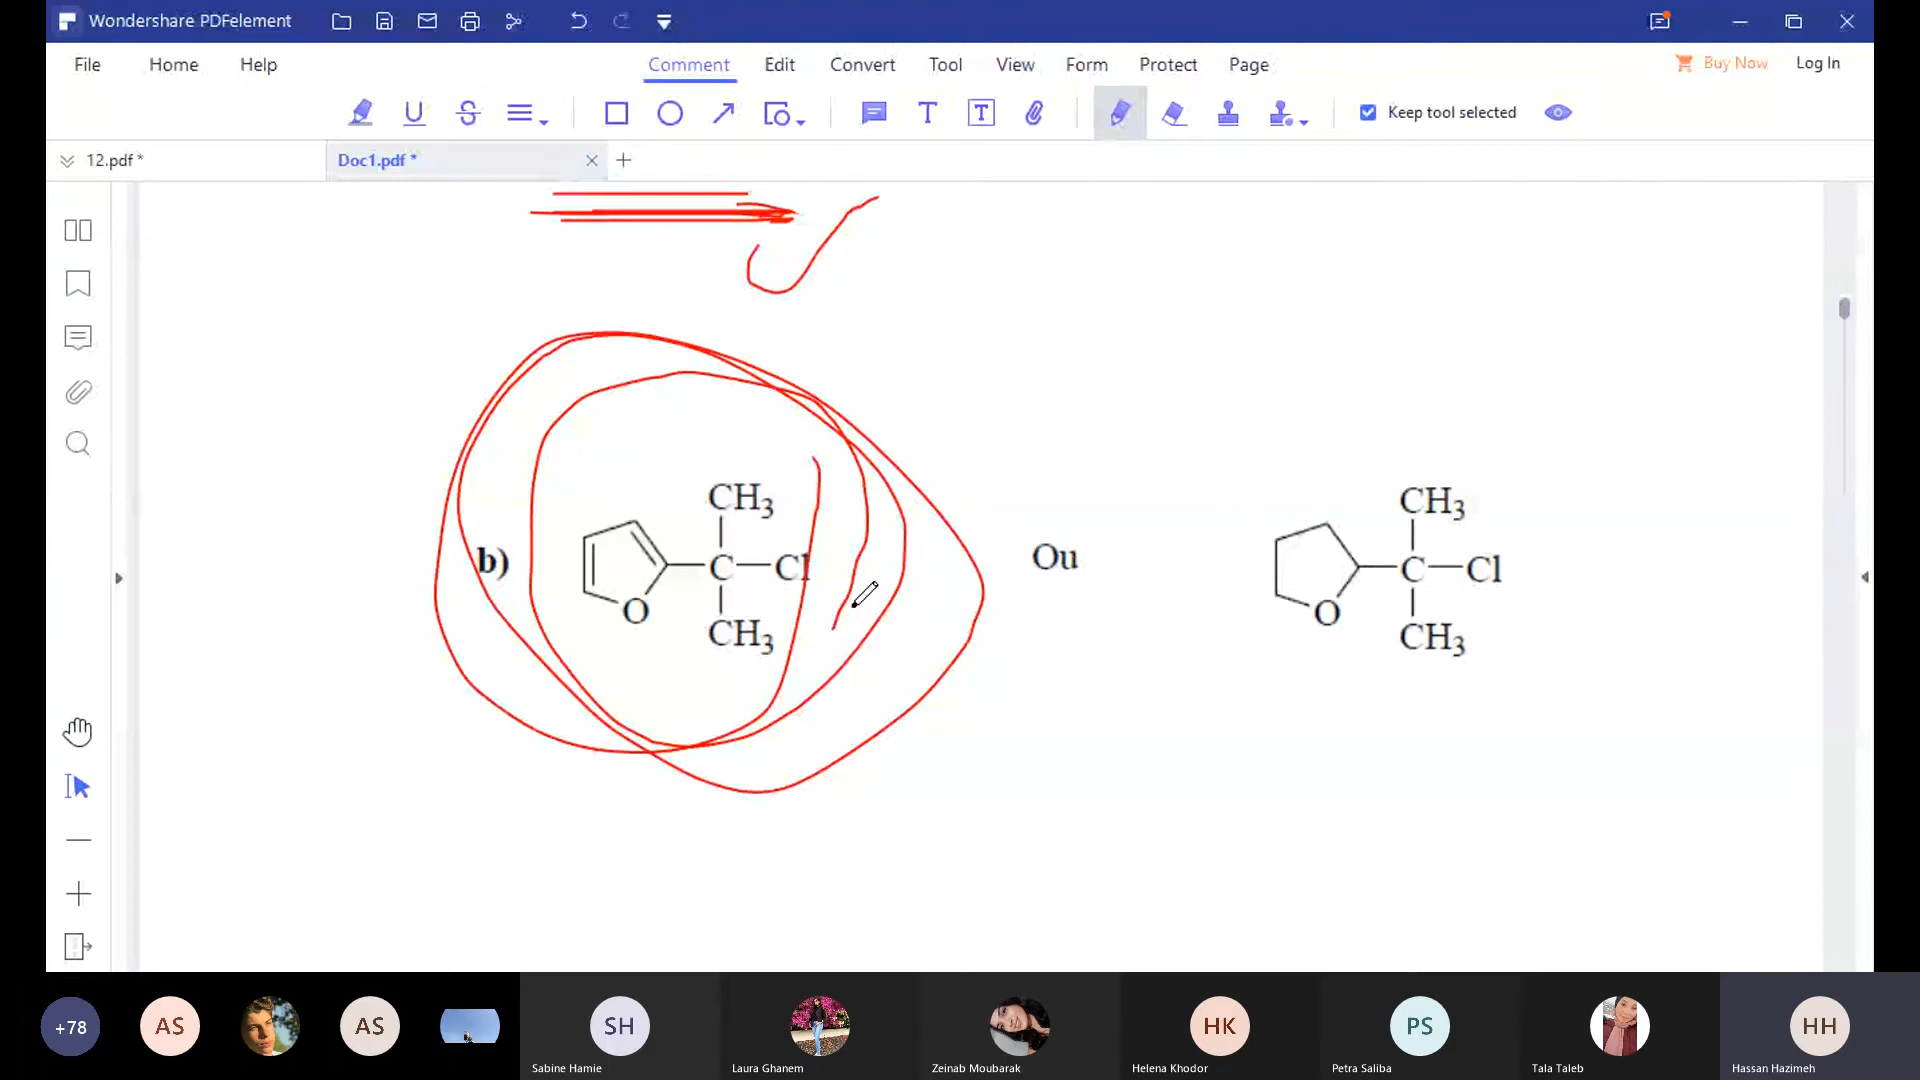 Wondershare PDFelement
File Home Help Comment Edit Convert Tool View Form Protect Page Buy Now Log In
Keep tool selected
12.pdf * Doc1.pdf *
CH3 CH3
b) C Cl Ou C Cl
O O
CH3 CH3
+78 AS AS SH HK PS HH
Sabine Hamie Laura Ghanem Zeinab Moubarak Helena Khodor Petra Saliba Tala Taleb Hassan Hazimeh